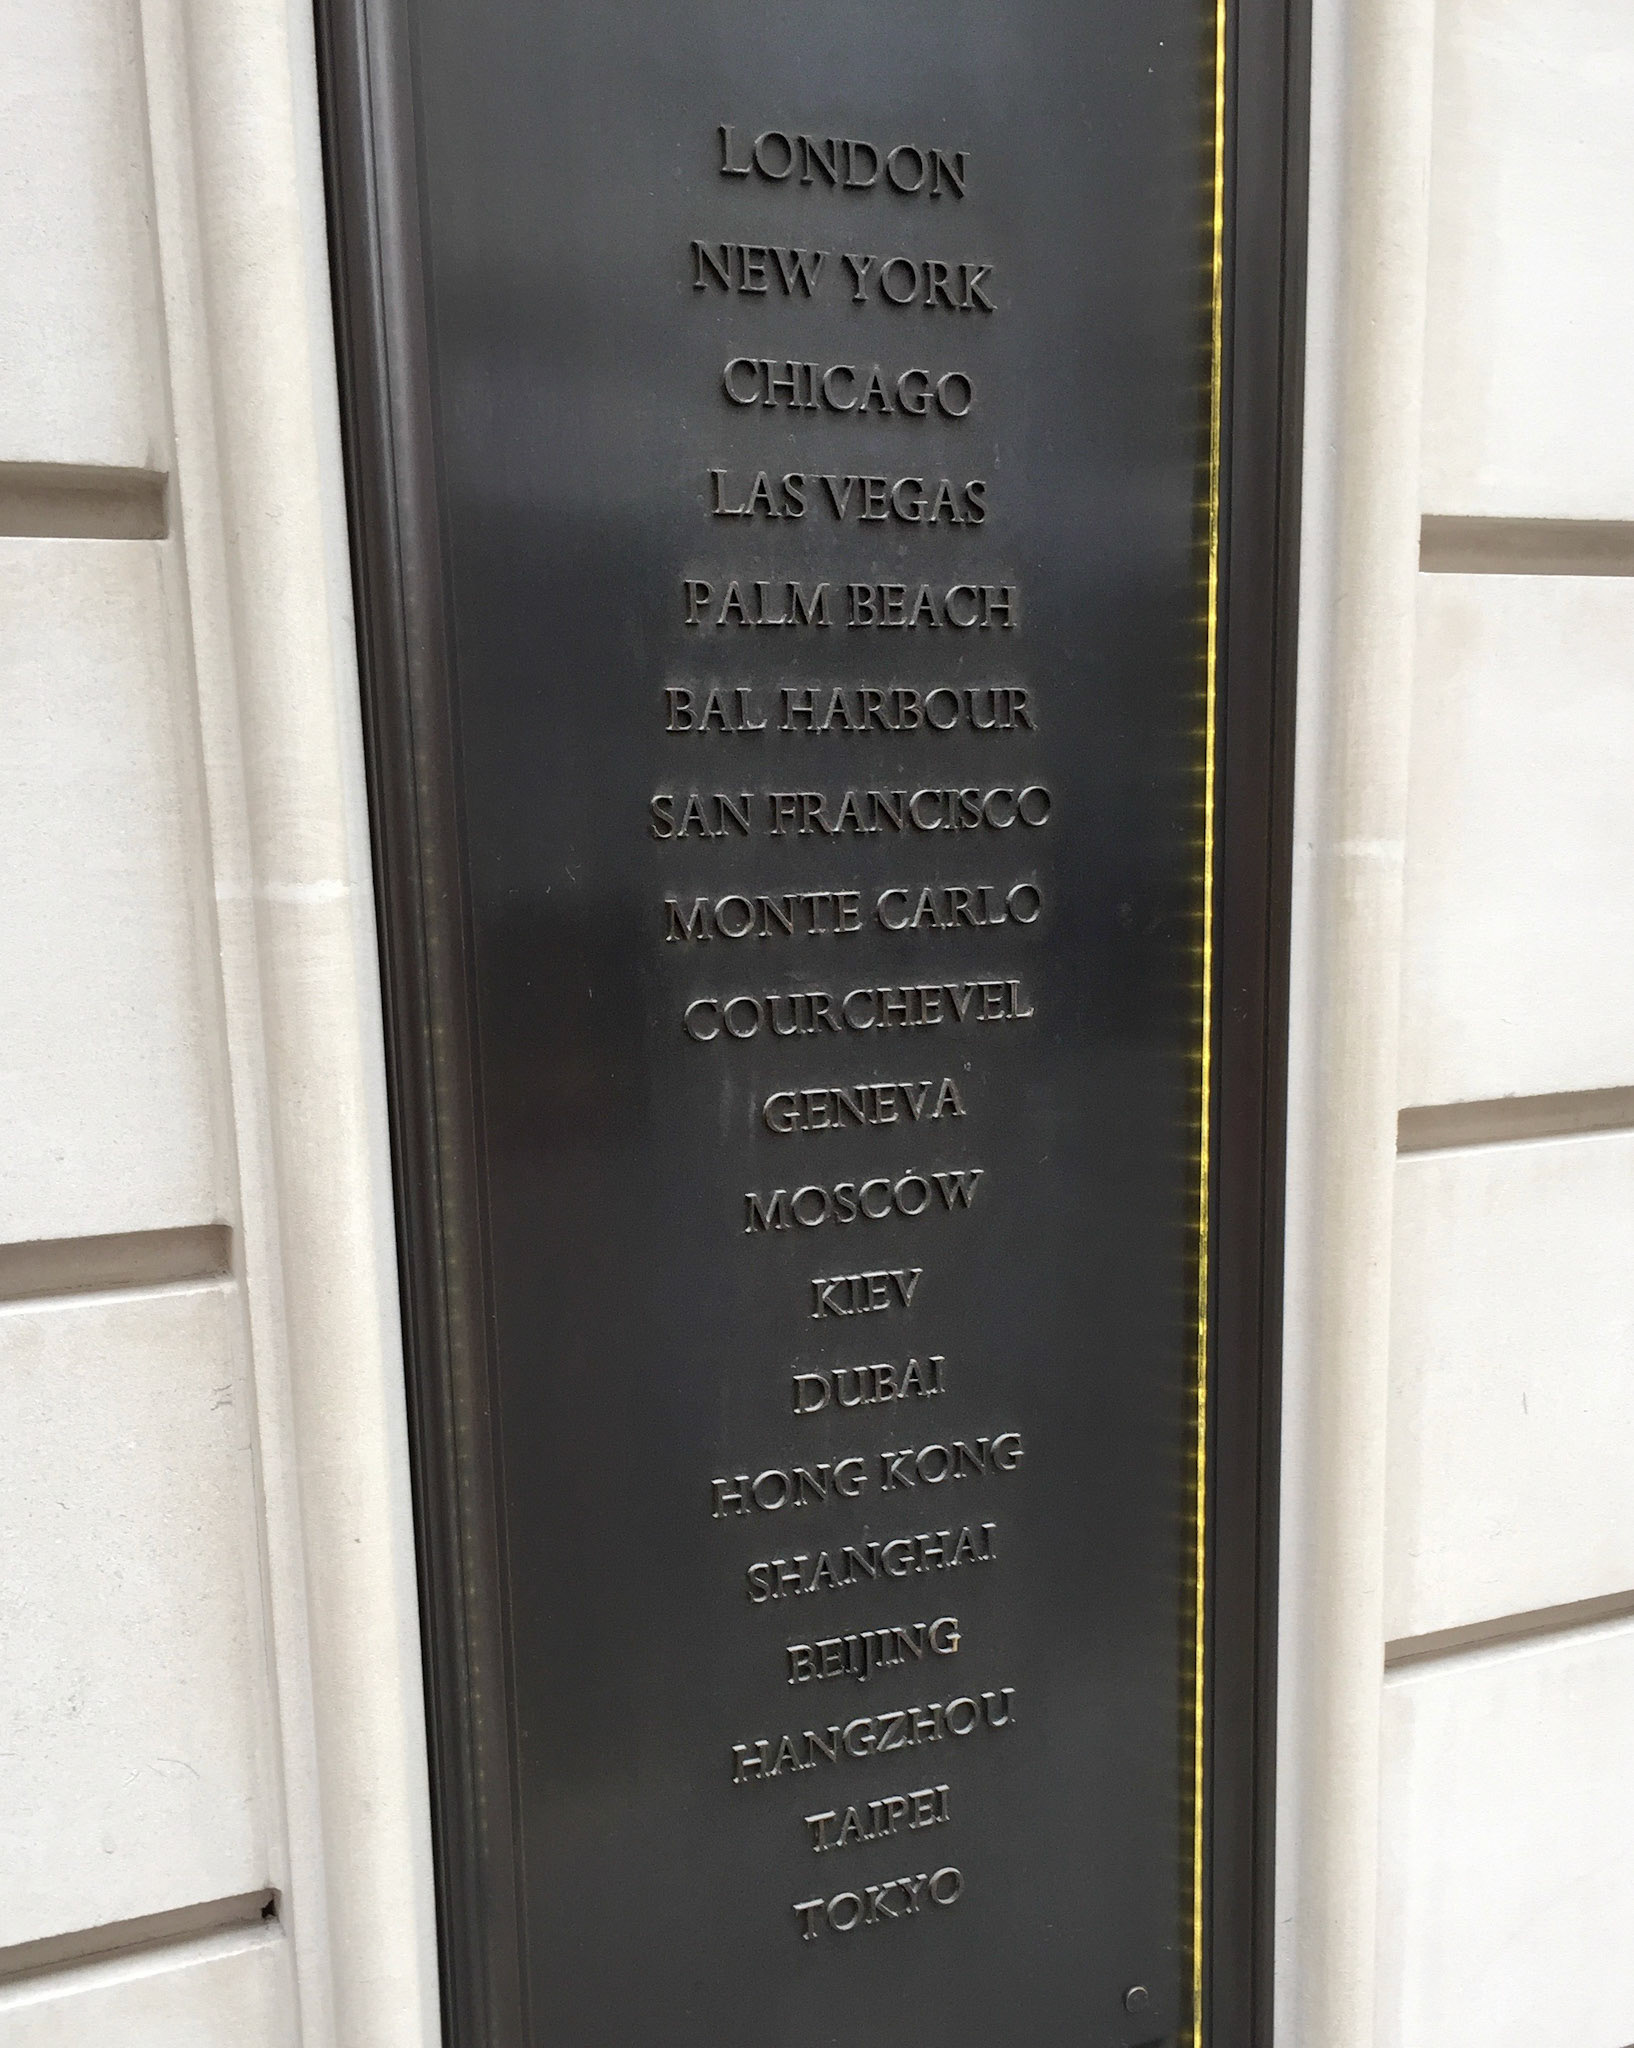 LONDON
NEW YORK
CHICAGO
LAS VEGAS
PALM BEACH
BAL HARBOUR
SAN FRANCISCO
MONTE CARLO
COURCHEVEL
GENEVA
MOSCOW
KIEV
DUBAI
HONG KONG
SHANGHAI
BEIJING
HANGZHOU
TAIPEI
TOKYO